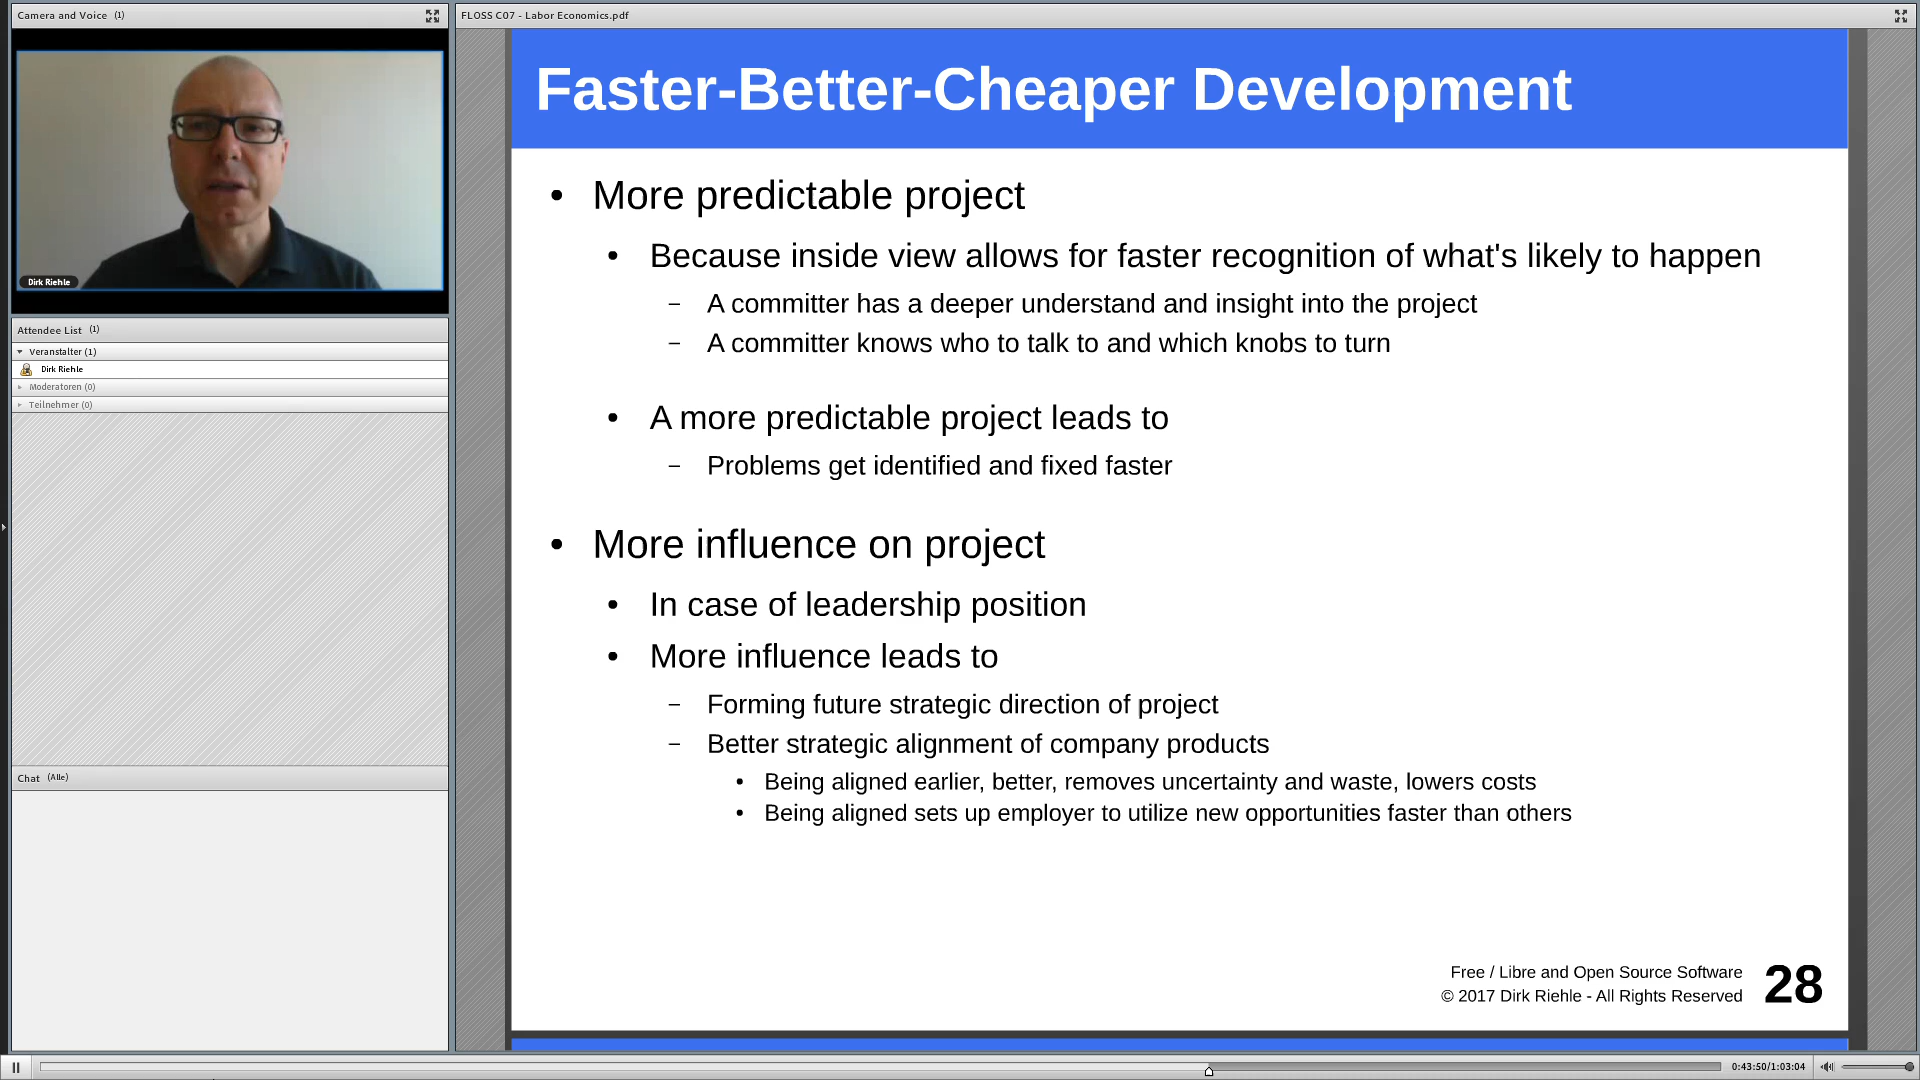 Camera and Voice (1)
Dirk Riehle
Attendee List (1)
Veranstalter (1)
Dirk Riehle
Moderatoren (0)
Teilnehmer (0)
Chat (Alle)
FLOSS C07 - Labor Economics.pdf
Faster-Better-Cheaper Development
• More predictable project
• Because inside view allows for faster recognition of what's likely to happen
– A committer has a deeper understand and insight into the project
– A committer knows who to talk to and which knobs to turn
• A more predictable project leads to
– Problems get identified and fixed faster
• More influence on project
• In case of leadership position
• More influence leads to
– Forming future strategic direction of project
– Better strategic alignment of company products
• Being aligned earlier, better, removes uncertainty and waste, lowers costs
• Being aligned sets up employer to utilize new opportunities faster than others
Free / Libre and Open Source Software
© 2017 Dirk Riehle - All Rights Reserved
28
0:43:50/1:03:04